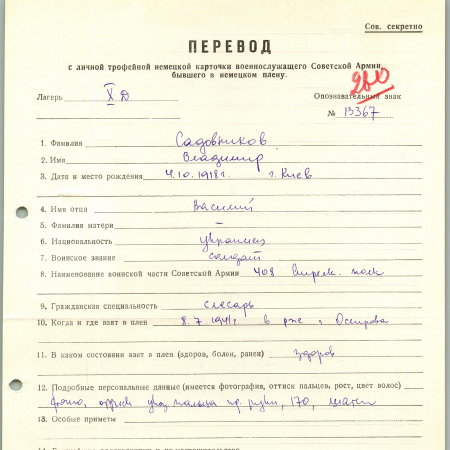 Сов. секретно
ПЕРЕВОД
с личной трофейной немецкой карточки военнослужащего Советской Армии,
бывшего в немецком плену.
Лагерь X Д
Опознавательный знак
№ 13367
1. Фамилия Садовников
2. Имя Владимир
3. Дата и место рождения 4.10.1918г. г. Киев
4. Имя отца Василий
5. Фамилия матери —
6. Национальность украинец
7. Воинское звание солдат
8. Наименование воинской части Советской Армии 408 стрелк. полк
9. Гражданская специальность слесарь
10. Когда и где взят в плен 8.7.1941г. в р-не г. Острова
11. В каком состоянии взят в плен (здоров, болен, ранен) здоров
12. Подробные персональные данные (имеется фотография, оттиск пальцев, рост, цвет волос)
фото, оттиск указ. пальца пр. руки, 170, шатен
13. Особые приметы